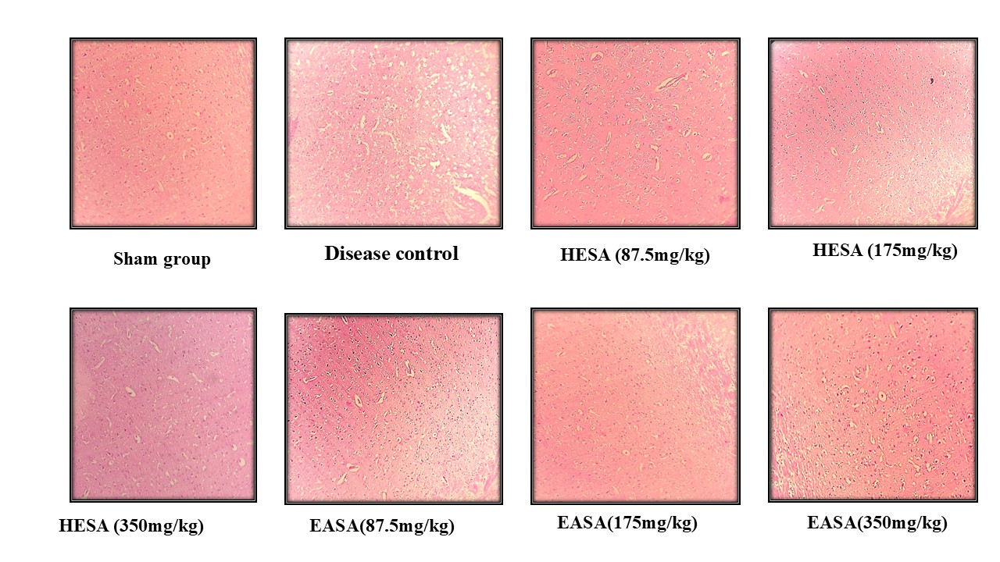 Sham group
Disease control
HESA (87.5mg/kg)
HESA (175mg/kg)
HESA (350mg/kg)
EASA(87.5mg/kg)
EASA(175mg/kg)
EASA(350mg/kg)